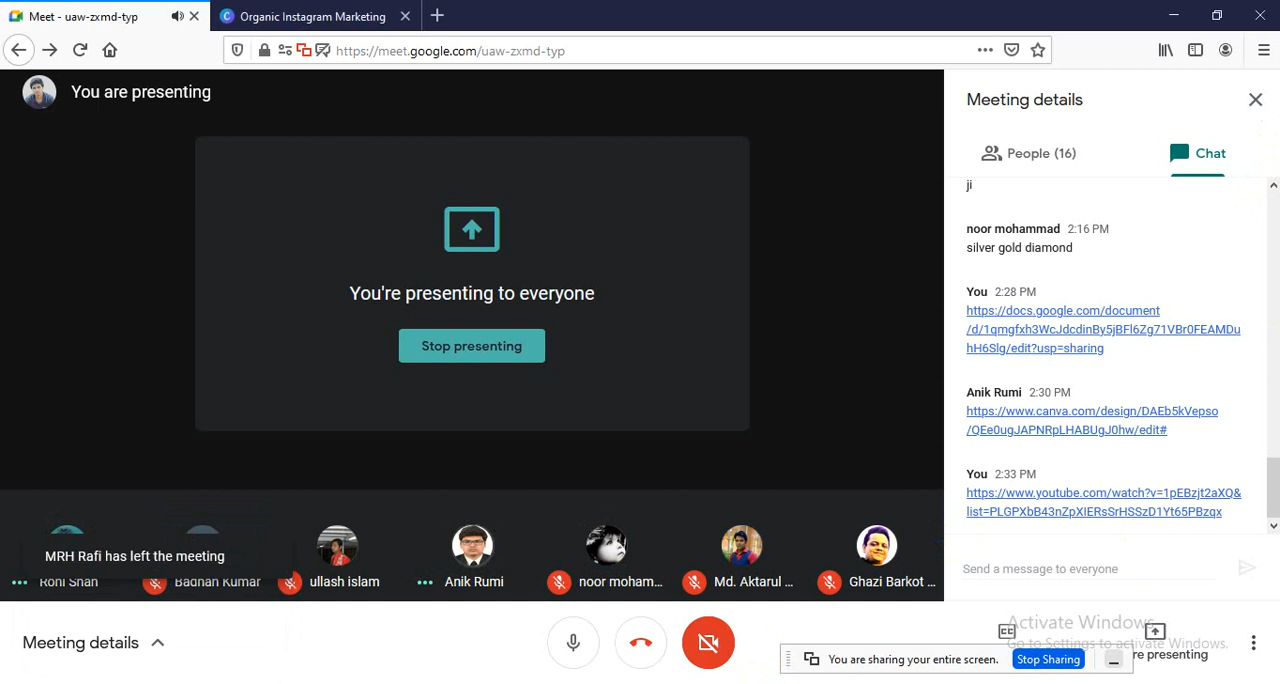 Meet - uaw-zxmd-typ
Organic Instagram Marketing
https://meet.google.com/uaw-zxmd-typ
You are presenting
Meeting details
People (16)
Chat
ji
noor mohammad 2:16 PM
silver gold diamond
You 2:28 PM
https://docs.google.com/document
/d/1qmgfxh3WcJdcdinBy5jBFl6Zg71VBr0FEAMDu
hH6Slg/edit?usp=sharing
Anik Rumi 2:30 PM
https://www.canva.com/design/DAEb5kVepso
/QEe0ugJAPNRpLHABUgJ0hw/edit#
You 2:33 PM
https://www.youtube.com/watch?v=1pEBzjt2aXQ&
list=PLGPXbB43nZpXIERsSrHSSzD1Yt65PBzqx
You're presenting to everyone
Stop presenting
MRH Rafi has left the meeting
Roni Shah
Badhan Kumar
ullash islam
Anik Rumi
noor moham...
Md. Aktarul ...
Ghazi Barkot ...
Send a message to everyone
Meeting details
Activate Windows
Go to Settings to activate Windows.
CC
re presenting
You are sharing your entire screen.
Stop Sharing